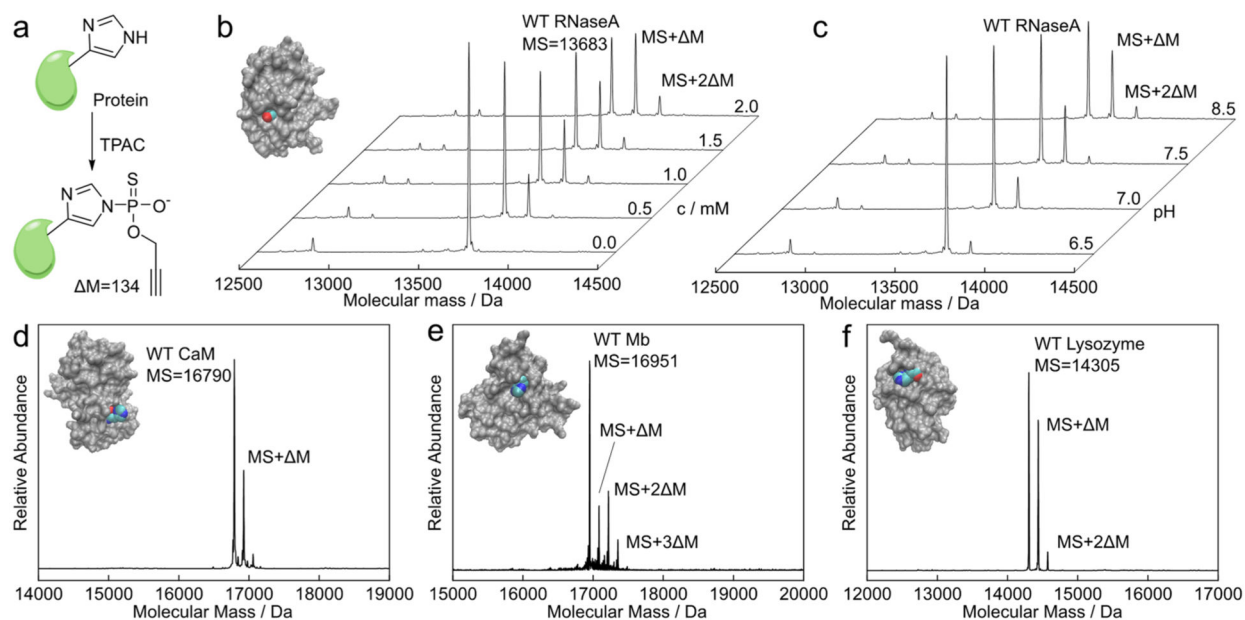 a
N
NH
Protein
TPAC
S
N
N-P-O-
O
ΔM=134
b
WT RNaseA
MS=13683
MS+ΔM
MS+2ΔM
2.0
1.5
1.0
0.5
0.0
c / mM
12500 13000 13500 14000 14500
Molecular mass / Da
c
WT RNaseA
MS+ΔM
MS+2ΔM
8.5
7.5
7.0
6.5
pH
12500 13000 13500 14000 14500
Molecular mass / Da
d
WT CaM
MS=16790
MS+ΔM
Relative Abundance
14000 15000 16000 17000 18000 19000
Molecular Mass / Da
e
WT Mb
MS=16951
MS+ΔM
MS+2ΔM
MS+3ΔM
Relative Abundance
15000 16000 17000 18000 19000 20000
Molecular Mass / Da
f
WT Lysozyme
MS=14305
MS+ΔM
MS+2ΔM
Relative Abundance
12000 13000 14000 15000 16000 17000
Molecular Mass / Da